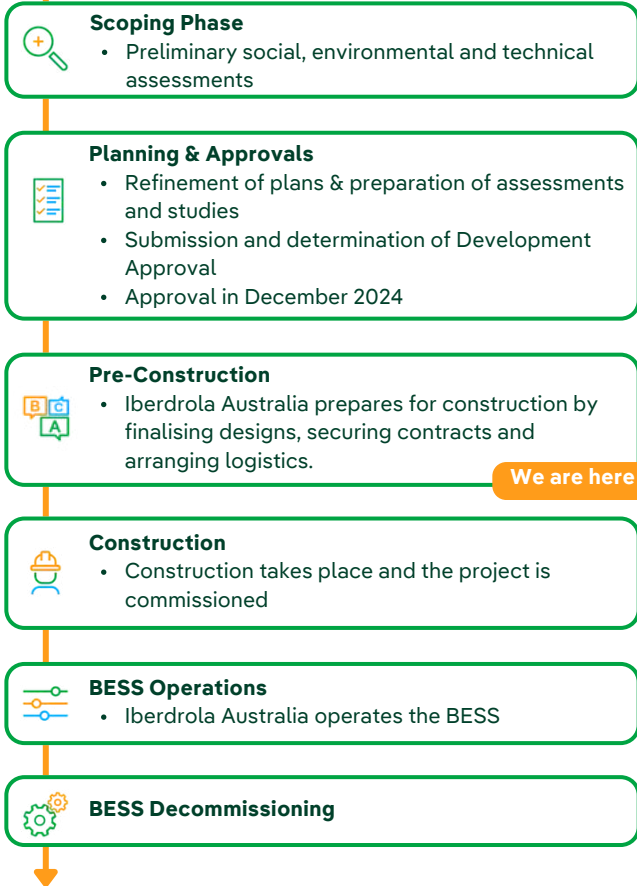 Scoping Phase
• Preliminary social, environmental and technical
assessments
Planning & Approvals
• Refinement of plans & preparation of assessments
and studies
• Submission and determination of Development
Approval
• Approval in December 2024
B C
A
Pre-Construction
• Iberdrola Australia prepares for construction by
finalising designs, securing contracts and
arranging logistics.
We are here
Construction
• Construction takes place and the project is
commissioned
BESS Operations
• Iberdrola Australia operates the BESS
BESS Decommissioning